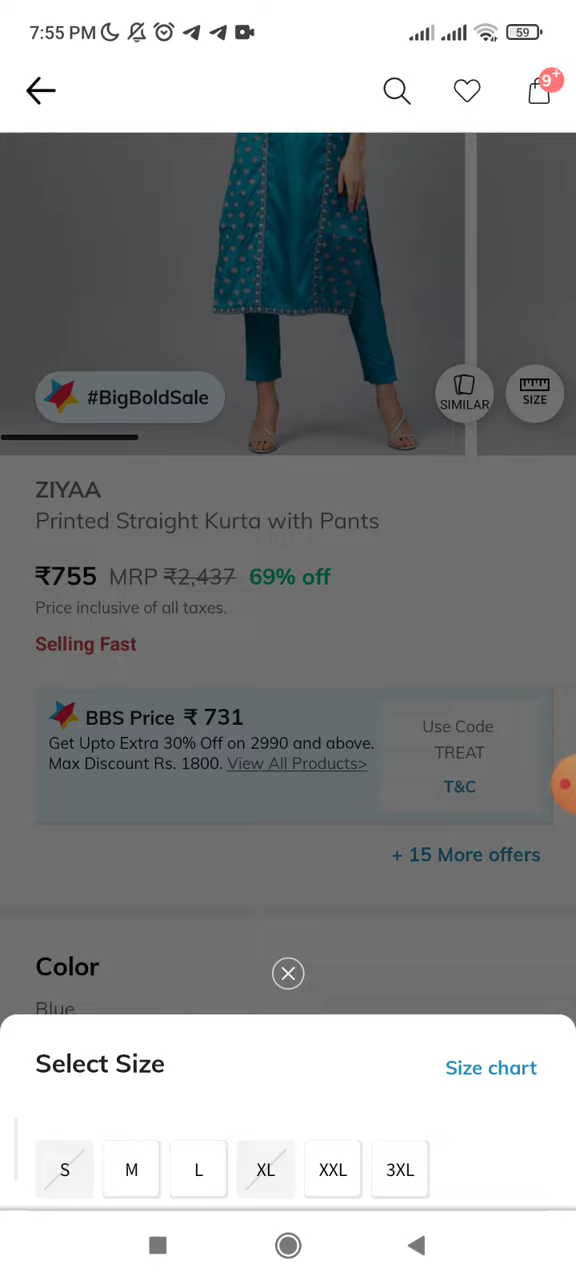 7:55 PM
59
9+
#BigBoldSale
SIMILAR
SIZE
ZIYAA
Printed Straight Kurta with Pants
₹755 MRP ₹2,437 69% off
Price inclusive of all taxes.
Selling Fast
BBS Price ₹ 731
Get Upto Extra 30% Off on 2990 and above.
Max Discount Rs. 1800. View All Products>
Use Code
TREAT
T&C
+ 15 More offers
Color
Blue
Select Size
Size chart
S M L XL XXL 3XL